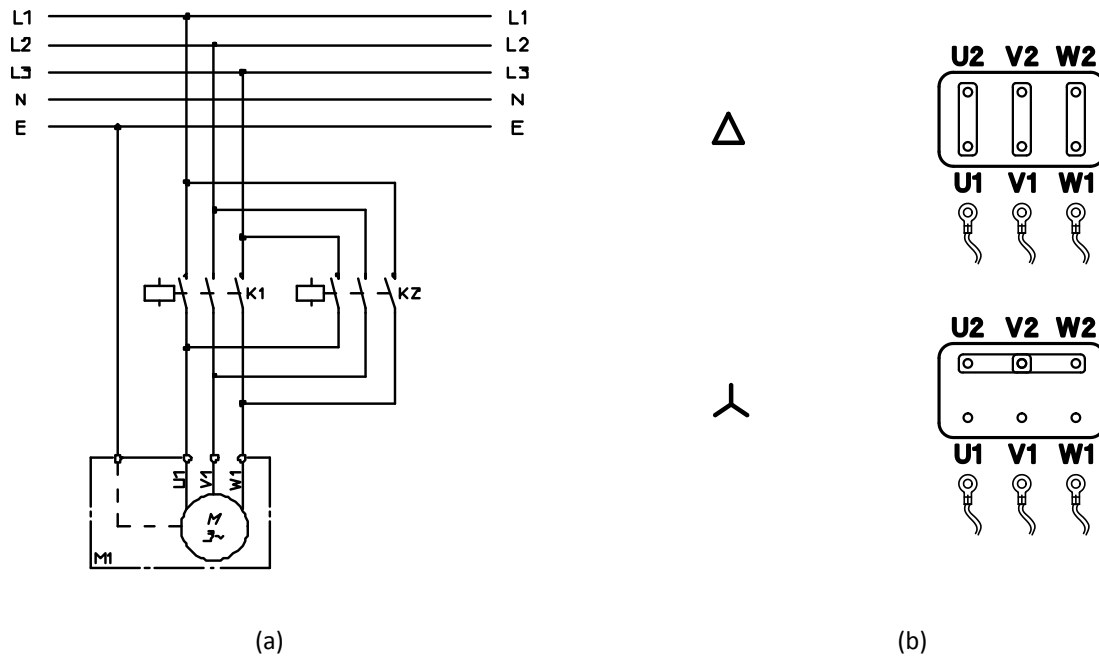 L1 L1
L2 L2
L3 L3
N N
E E
K1 K2
U1 V1 W1
M
3~
M1
(a)
U2 V2 W2
U1 V1 W1
U2 V2 W2
U1 V1 W1
(b)